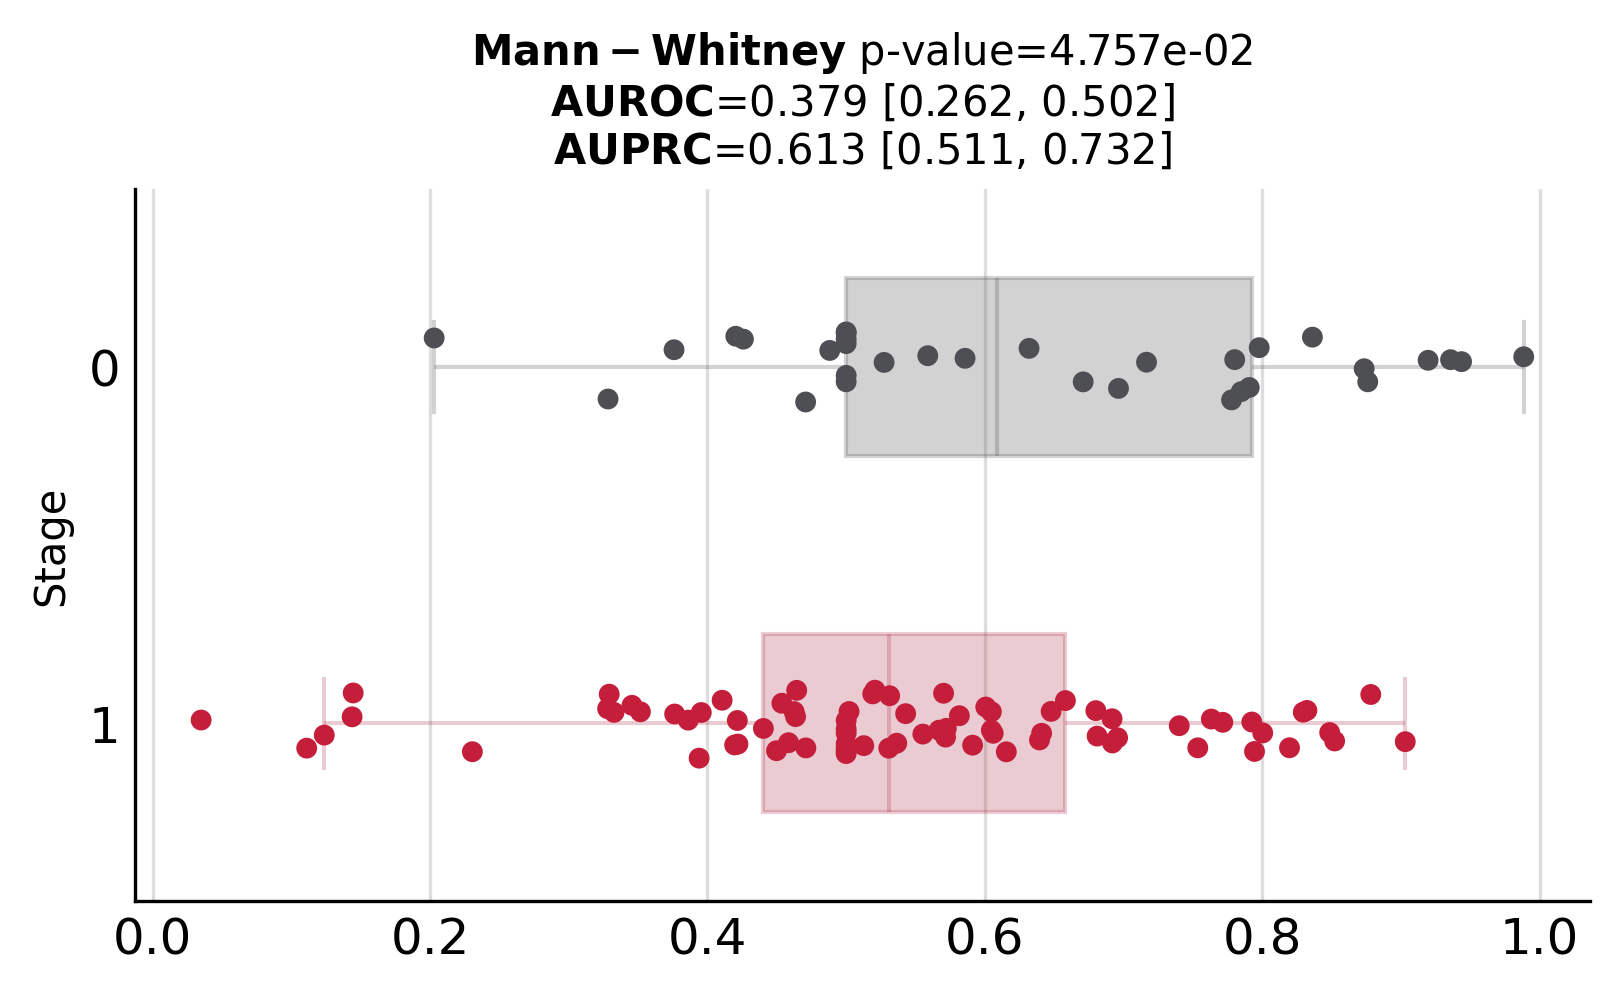 Mann − Whitney p-value=4.757e-02
AUROC=0.379 [0.262, 0.502]
AUPRC=0.613 [0.511, 0.732]
0
Stage
1
0.0 0.2 0.4 0.6 0.8 1.0